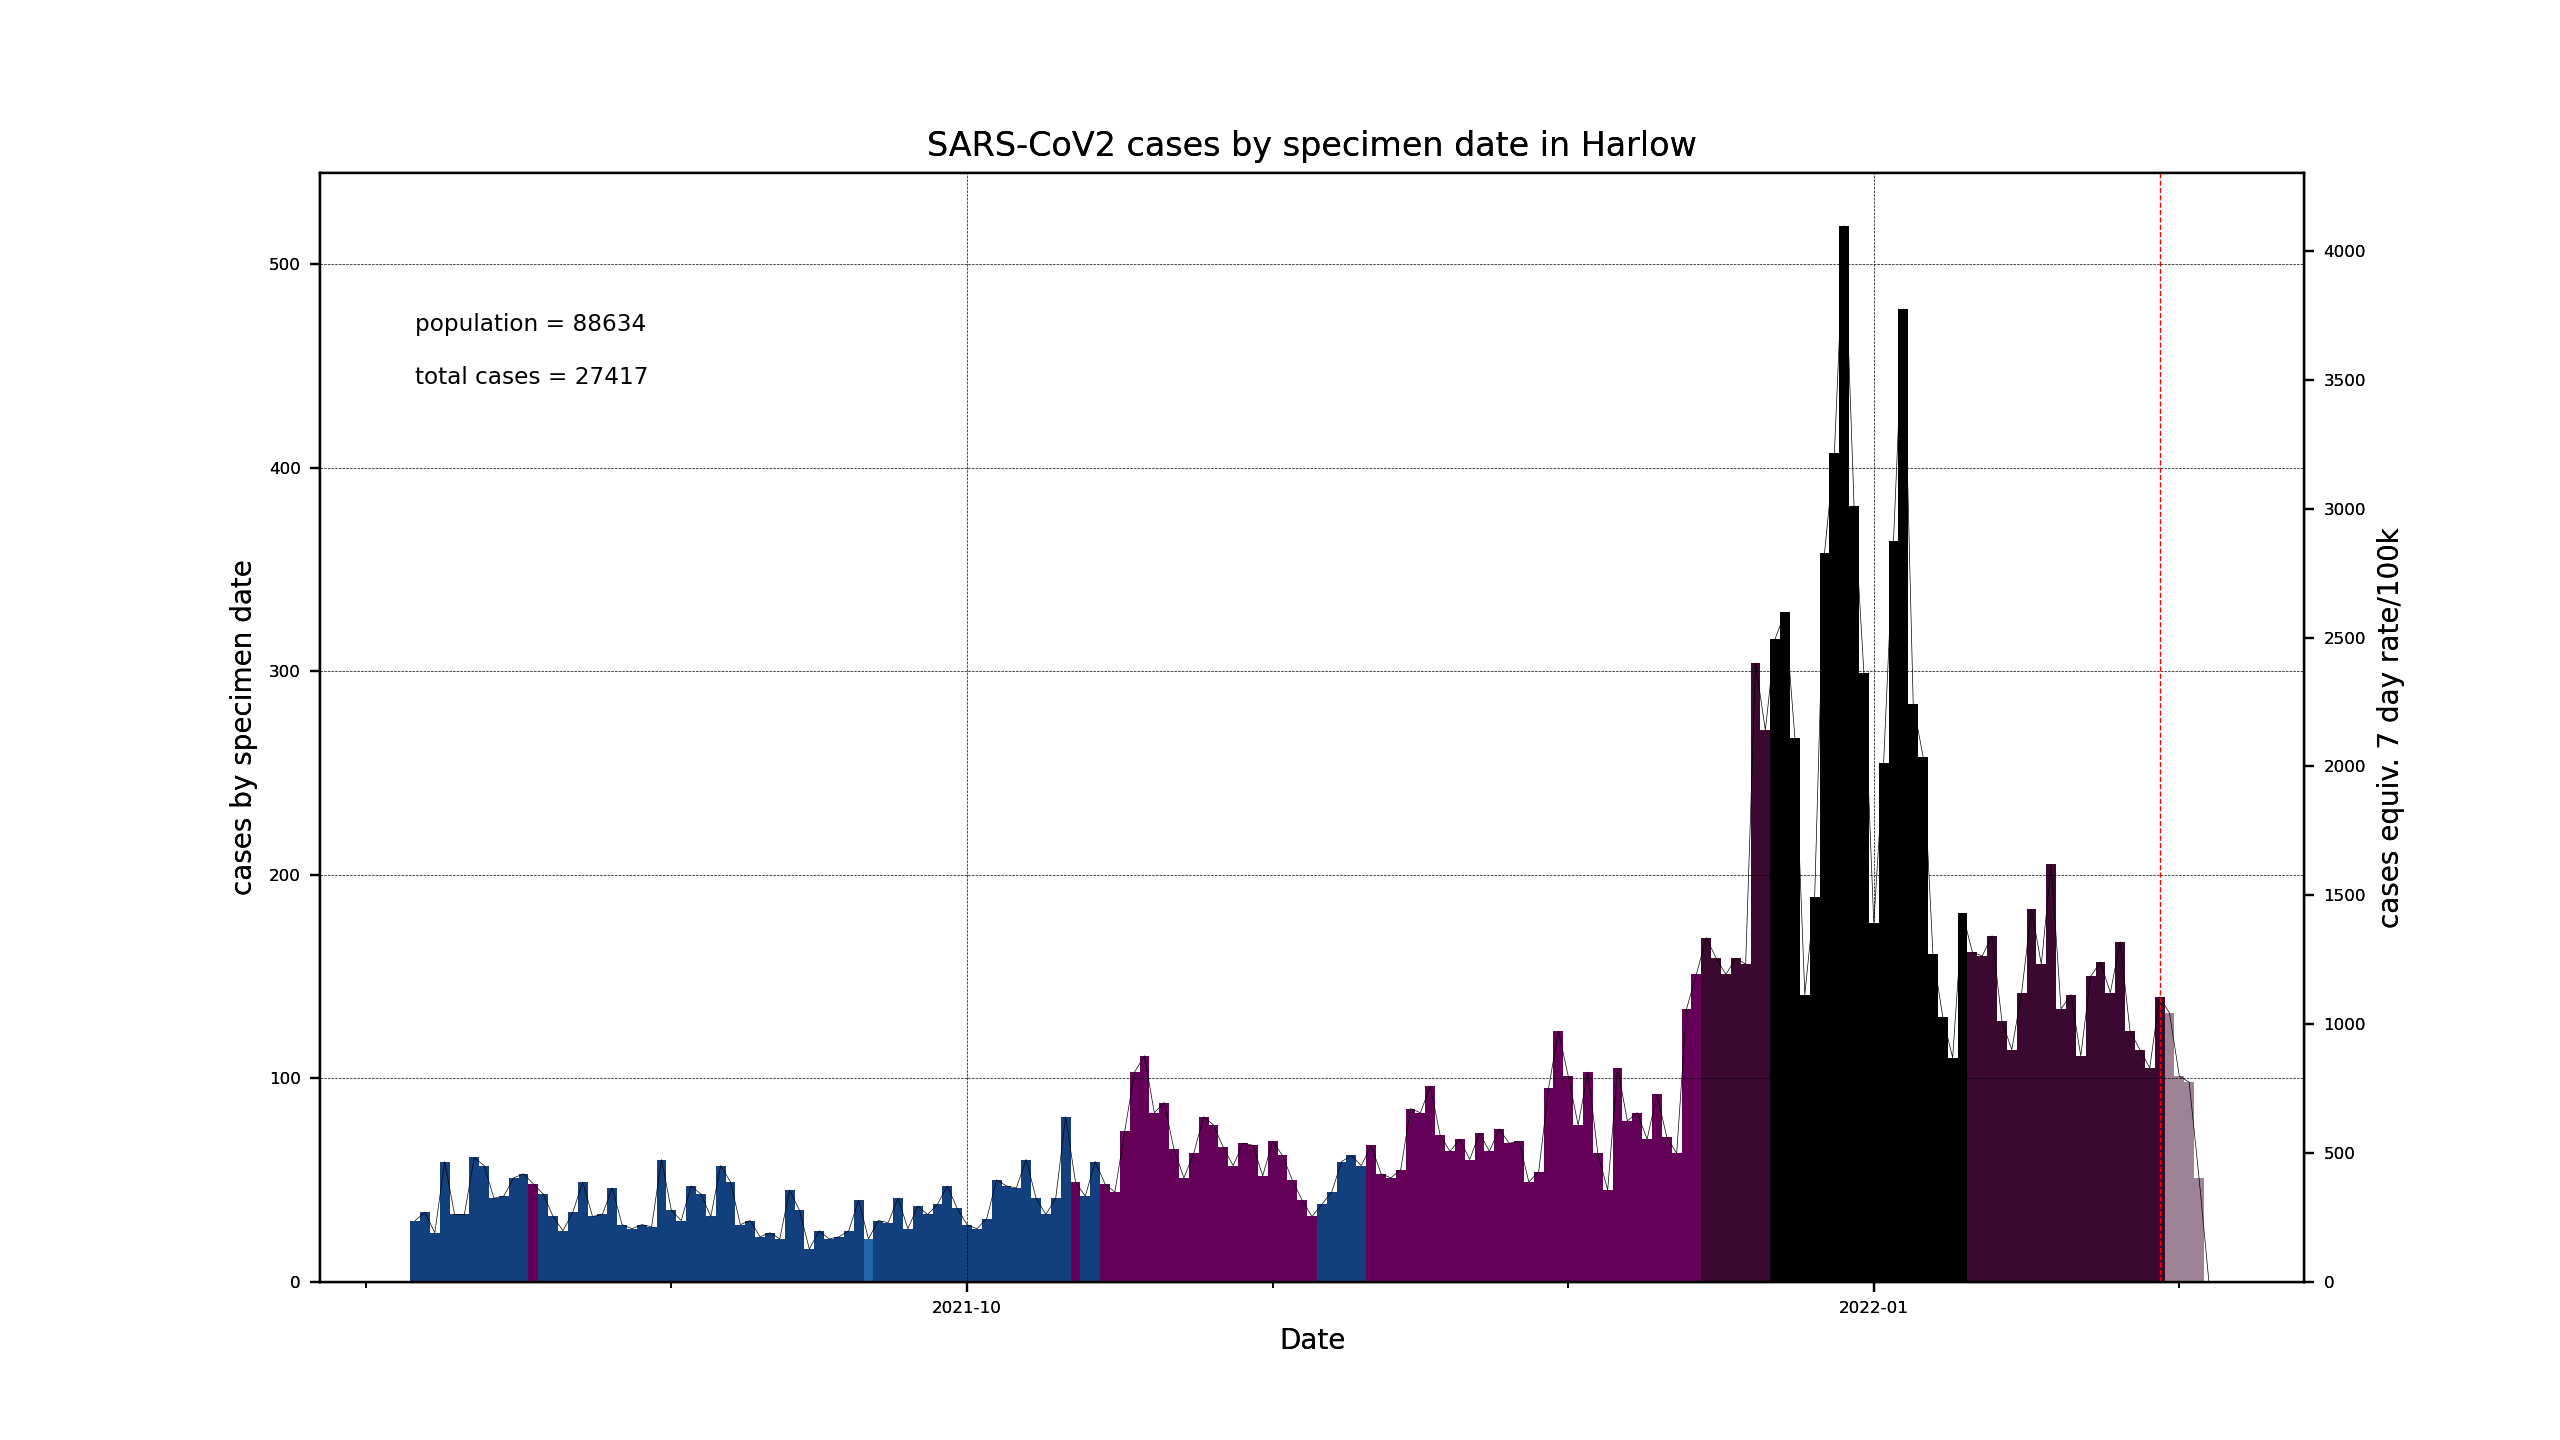 SARS-CoV2 cases by specimen date in Harlow
population = 88634
total cases = 27417
cases by specimen date
500
400
300
200
100
0
4000
3500
3000
2500
2000
1500
1000
500
0
cases equiv. 7 day rate/100k
2021-10
2022-01
Date